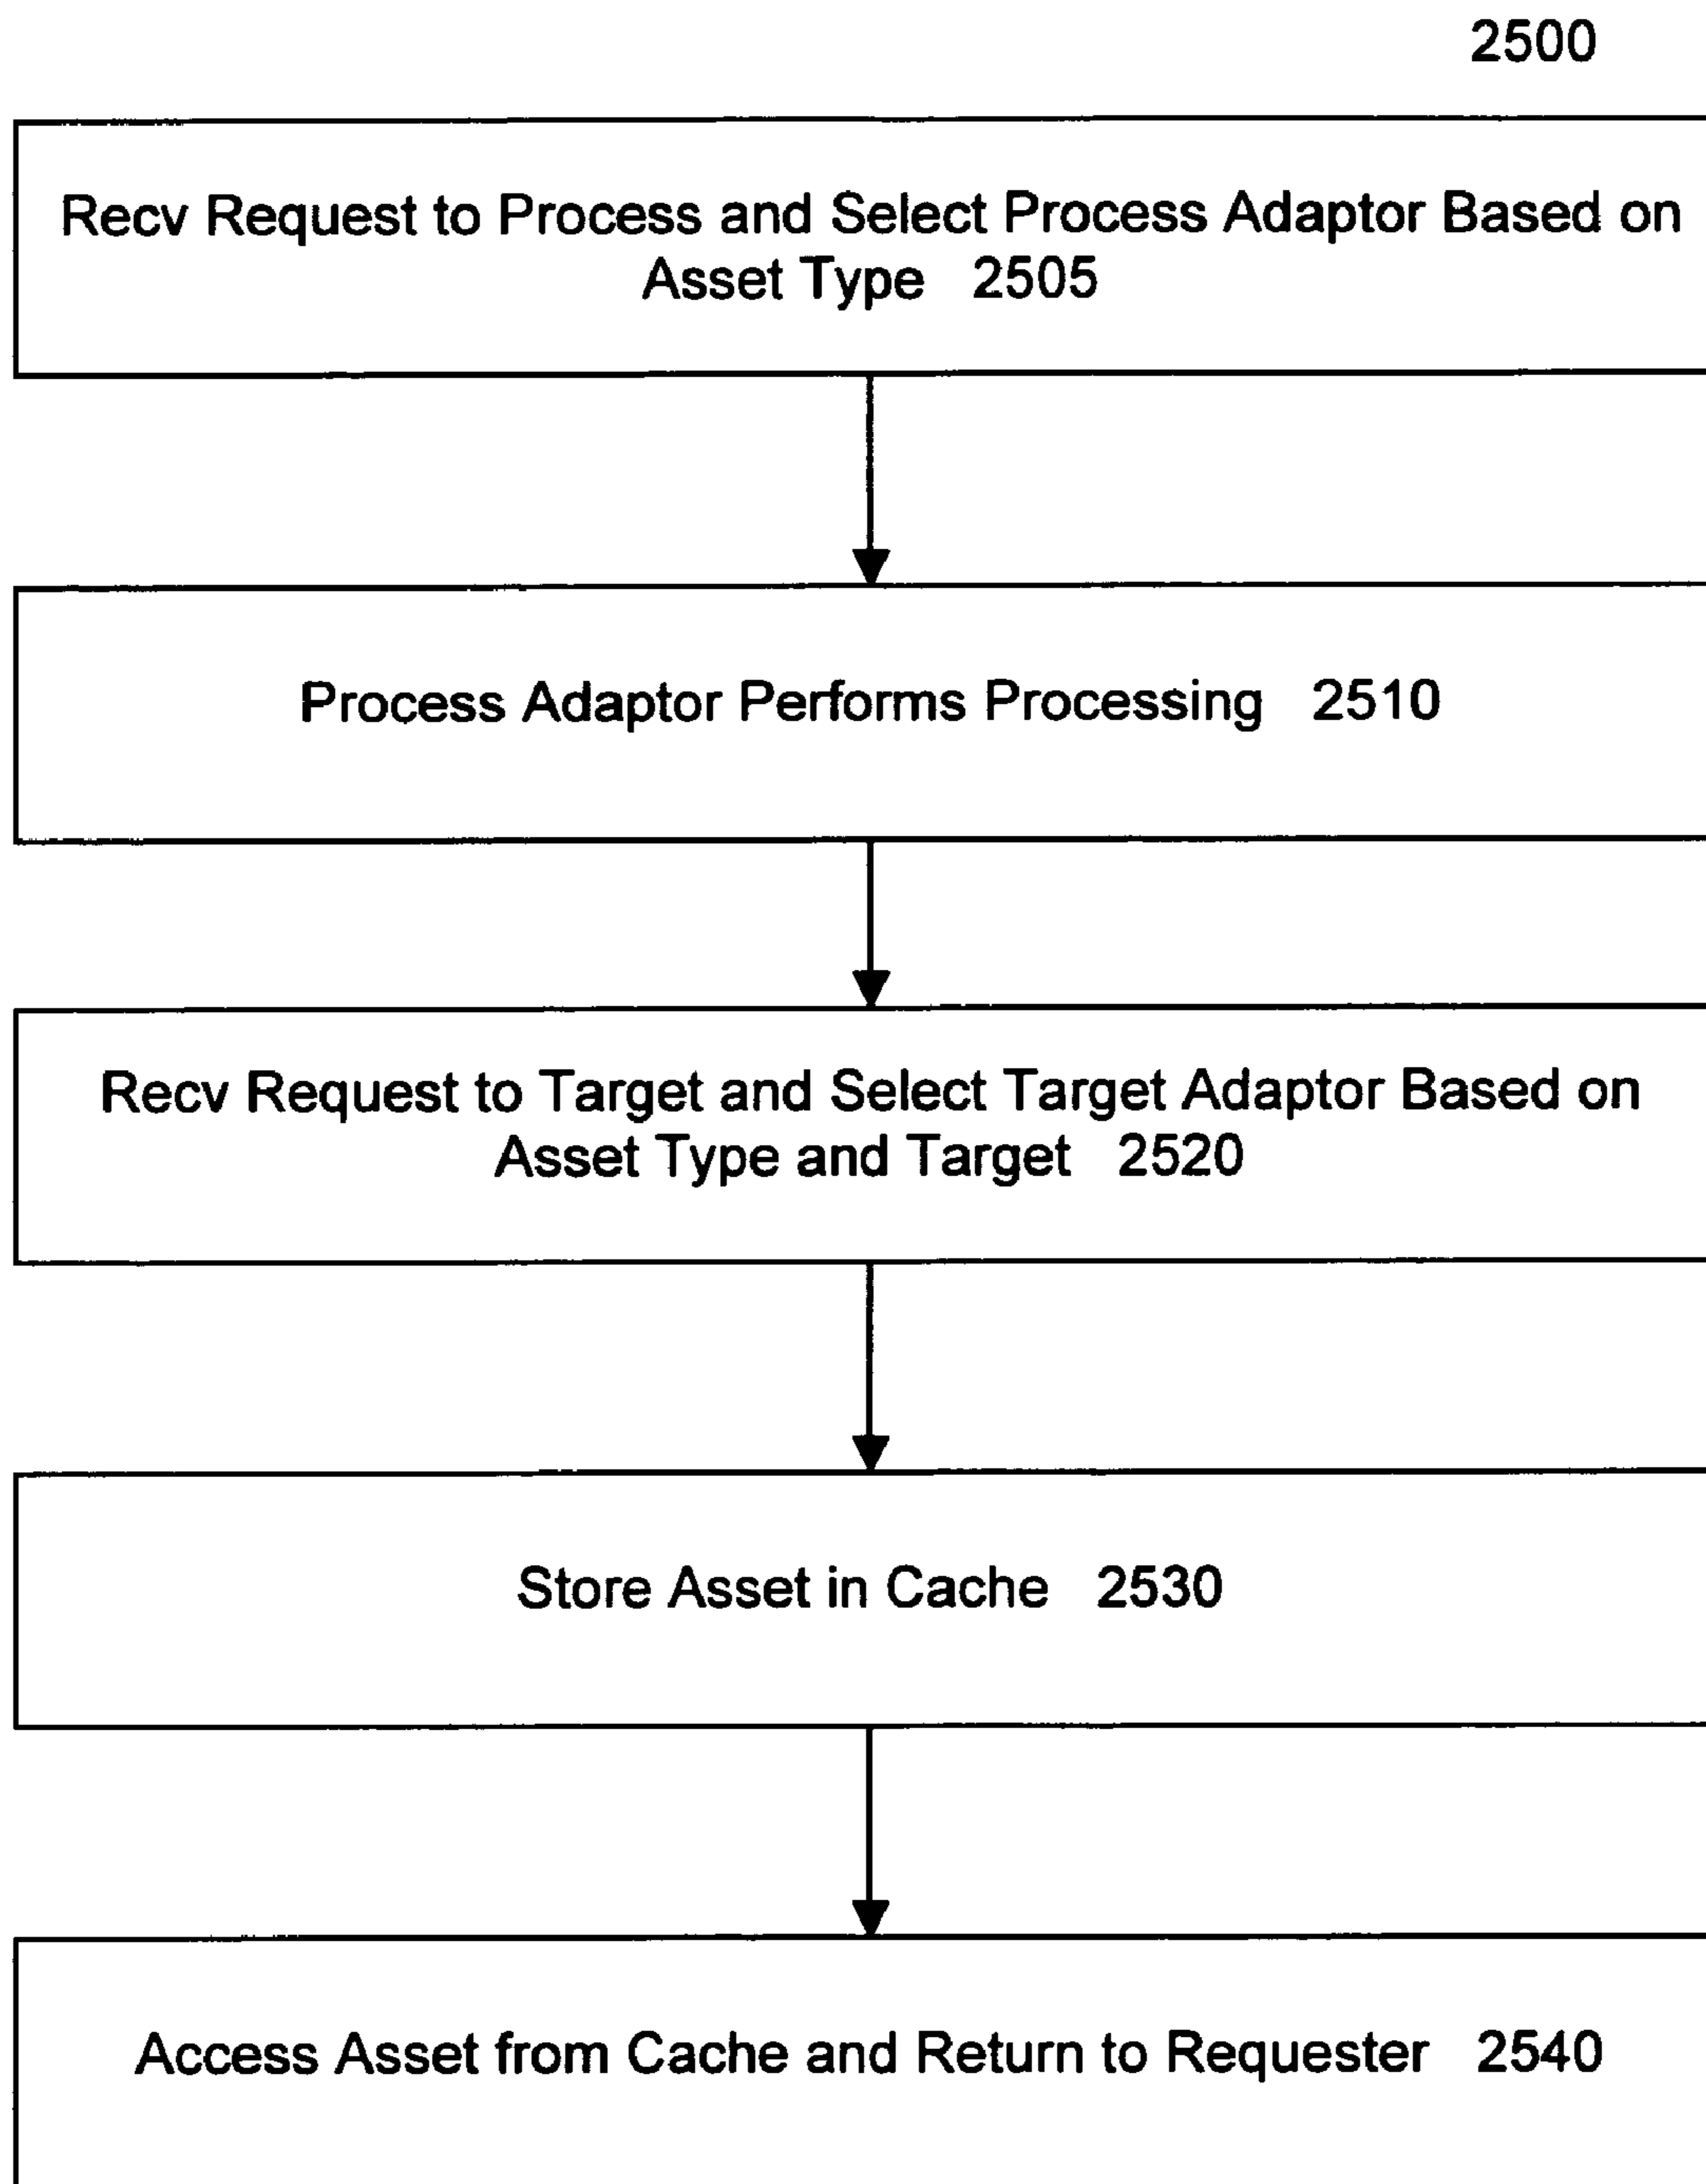 2500
Recv Request to Process and Select Process Adaptor Based on
Asset Type 2505
Process Adaptor Performs Processing 2510
Recv Request to Target and Select Target Adaptor Based on
Asset Type and Target 2520
Store Asset in Cache 2530
Access Asset from Cache and Return to Requester 2540